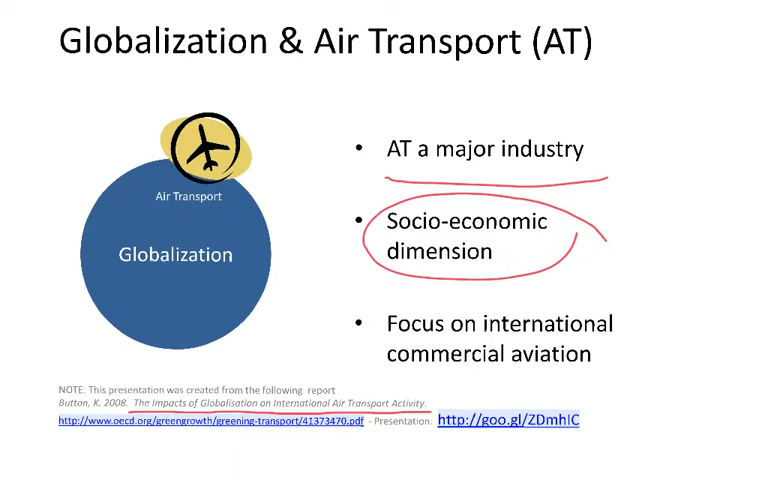 Globalization & Air Transport (AT)
Air Transport
Globalization
• AT a major industry
• Socio-economic
dimension
• Focus on international
commercial aviation
NOTE: This presentation was created from the following report
Button, K. 2008. The Impacts of Globalisation on International Air Transport Activity.
http://www.oecd.org/greengrowth/greening-transport/41373470.pdf - Presentation: http://goo.gl/ZDmhIC